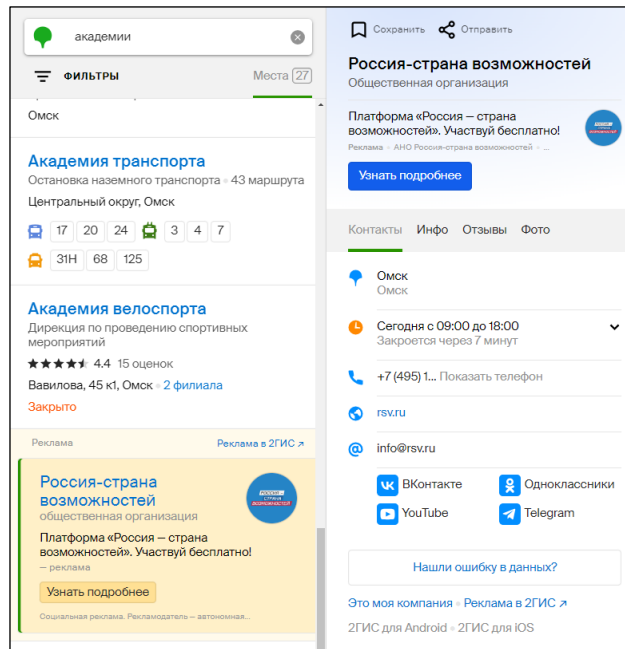 академии
ФИЛЬТРЫ
Места 27
Омск
Академия транспорта
Остановка наземного транспорта • 43 маршрута
Центральный округ, Омск
17 20 24 3 4 7
31Н 68 125
Академия велоспорта
Дирекция по проведению спортивных
мероприятий
4.4 15 оценок
Вавилова, 45 к1, Омск • 2 филиала
Закрыто
Реклама
Реклама в 2ГИС ↗
Россия-страна
возможностей
общественная организация
Платформа «Россия – страна
возможностей». Участвуй бесплатно!
— реклама
Узнать подробнее
Социальная реклама. Рекламодатель – автономная...
РОССИЯ –
СТРАНА
ВОЗМОЖНОСТЕЙ
Сохранить
Отправить
Россия-страна возможностей
Общественная организация
Платформа «Россия – страна
возможностей». Участвуй бесплатно!
Реклама • АНО Россия-страна возможностей • ...
Узнать подробнее
Контакты Инфо Отзывы Фото
Омск
Омск
Сегодня с 09:00 до 18:00
Закроется через 7 минут
+7 (495) 1... Показать телефон
rsv.ru
info@rsv.ru
ВКонтакте
Одноклассники
YouTube
Telegram
Нашли ошибку в данных?
Это моя компания • Реклама в 2ГИС ↗
2ГИС для Android • 2ГИС для iOS